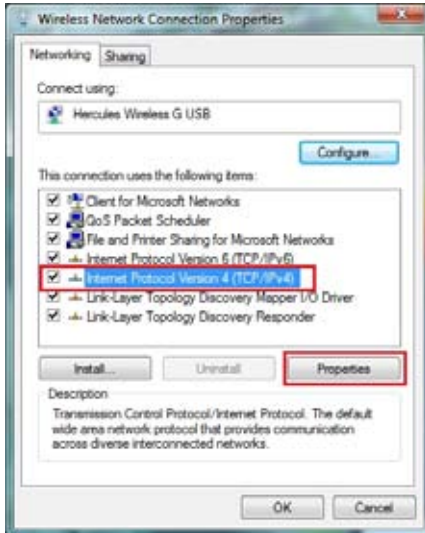 Wireless Network Connection Properties
Networking
Sharing
Connect using:
Hercules Wireless G USB
Configure...
This connection uses the following items:
Client for Microsoft Networks
QoS Packet Scheduler
File and Printer Sharing for Microsoft Networks
Internet Protocol Version 6 (TCP/IPv6)
Internet Protocol Version 4 (TCP/IPv4)
Link-Layer Topology Discovery Mapper I/O Driver
Link-Layer Topology Discovery Responder
Install...
Uninstall
Properties
Description
Transmission Control Protocol/Internet Protocol. The default
wide area network protocol that provides communication
across diverse interconnected networks.
OK
Cancel